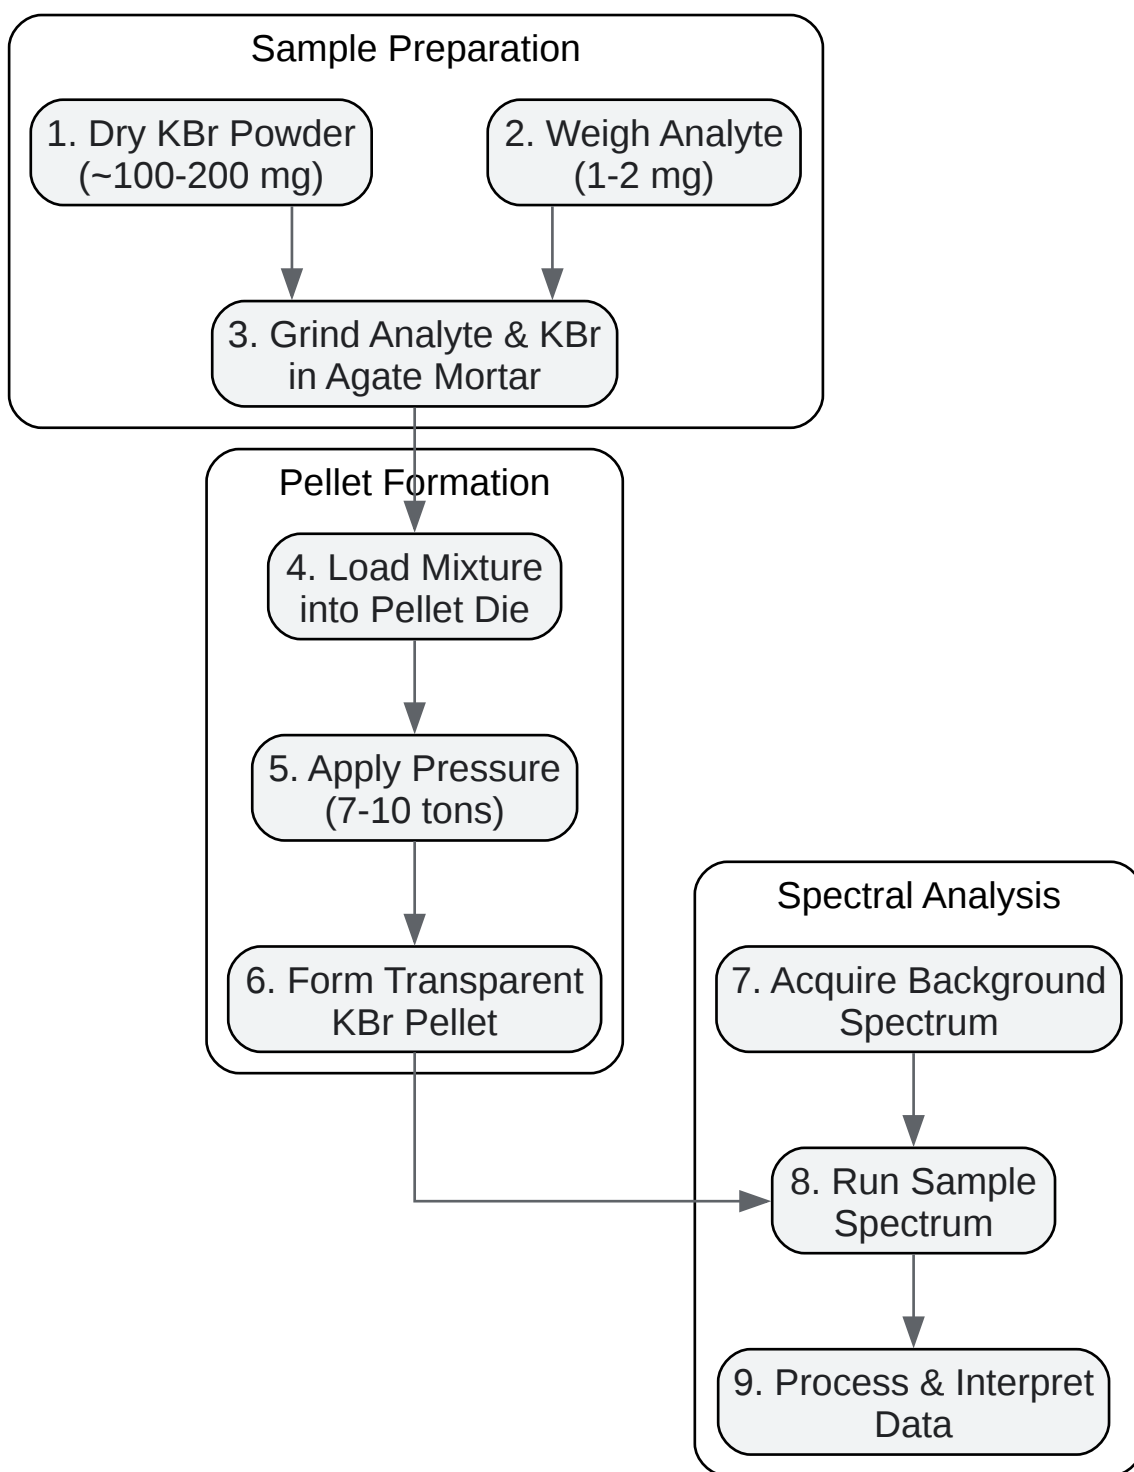 Sample Preparation
1. Dry KBr Powder
(~100-200 mg)
2. Weigh Analyte
(1-2 mg)
3. Grind Analyte & KBr
in Agate Mortar
Pellet Formation
4. Load Mixture
into Pellet Die
5. Apply Pressure
(7-10 tons)
6. Form Transparent
KBr Pellet
Spectral Analysis
7. Acquire Background
Spectrum
8. Run Sample
Spectrum
9. Process & Interpret
Data